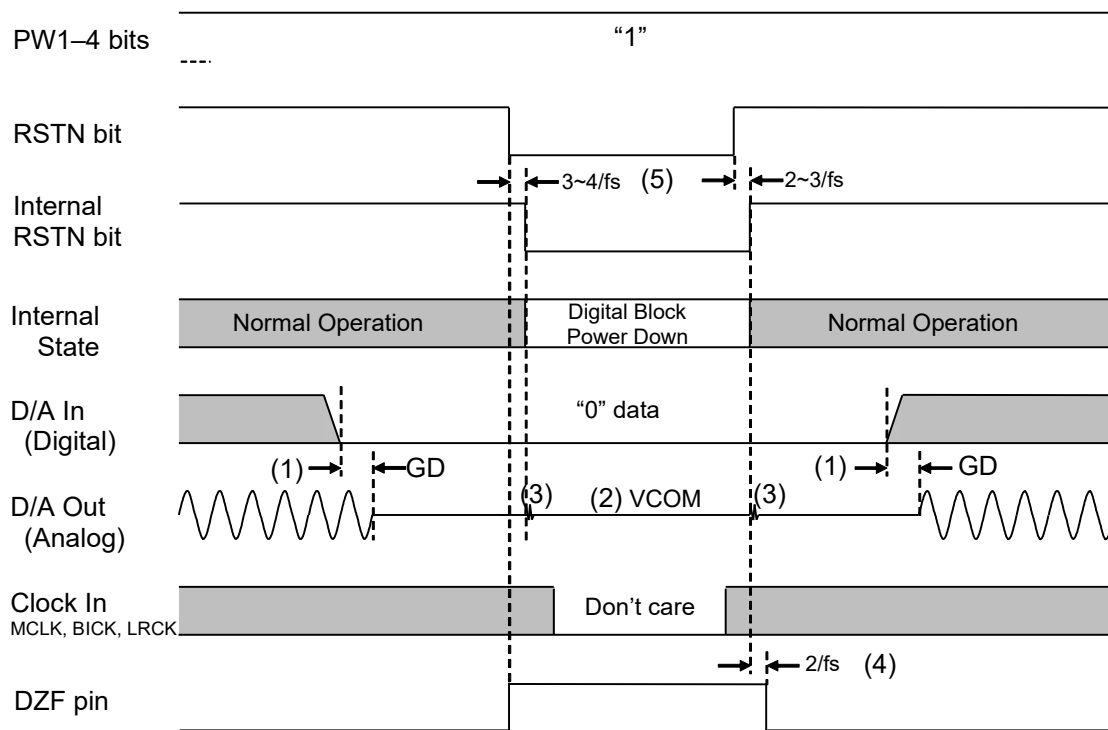 PW1–4 bits
“1”
RSTN bit
3~4/fs (5) 2~3/fs
Internal
RSTN bit
Internal
State
Normal Operation
Digital Block
Power Down
Normal Operation
D/A In
(Digital)
“0” data
(1) GD
(1) GD
D/A Out
(Analog)
(3)
(2) VCOM
(3)
Clock In
MCLK, BICK, LRCK
Don’t care
2/fs (4)
DZF pin